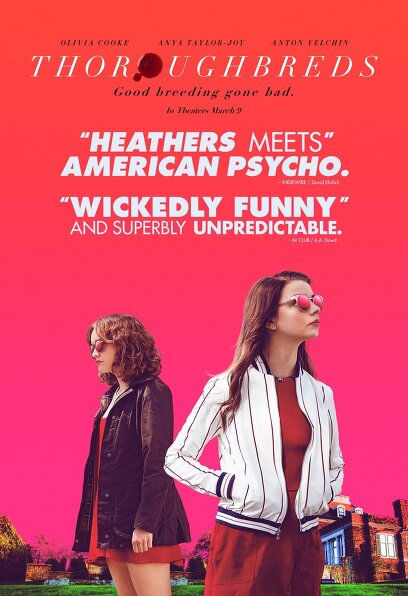 OLIVIA COOKE ANYA TAYLOR-JOY ANTON YELCHIN
THOROUGHBREDS
Good breeding gone bad.
In Theaters March 9
“HEATHERS MEETS”
AMERICAN PSYCHO.
– INDIEWIRE / David Ehrlich
“WICKEDLY FUNNY”
AND SUPERBLY UNPREDICTABLE.
– AV CLUB / A.A. Dowd